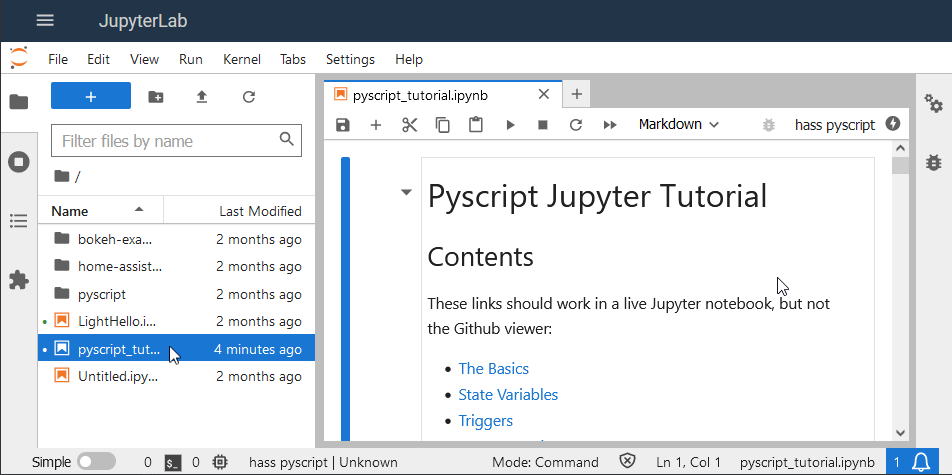 JupyterLab
File Edit View Run Kernel Tabs Settings Help
+
Filter files by name
/
Name Last Modified
bokeh-exa... 2 months ago
home-assist... 2 months ago
pyscript 2 months ago
LightHello.i... 2 months ago
pyscript_tut... 4 minutes ago
Untitled.ipy... 2 months ago
pyscript_tutorial.ipynb
Markdown hass pyscript
Pyscript Jupyter Tutorial
Contents
These links should work in a live Jupyter notebook, but not
the Github viewer:
• The Basics
• State Variables
• Triggers
Simple 0 $_ 0 hass pyscript | Unknown Mode: Command Ln 1, Col 1 pyscript_tutorial.ipynb 1